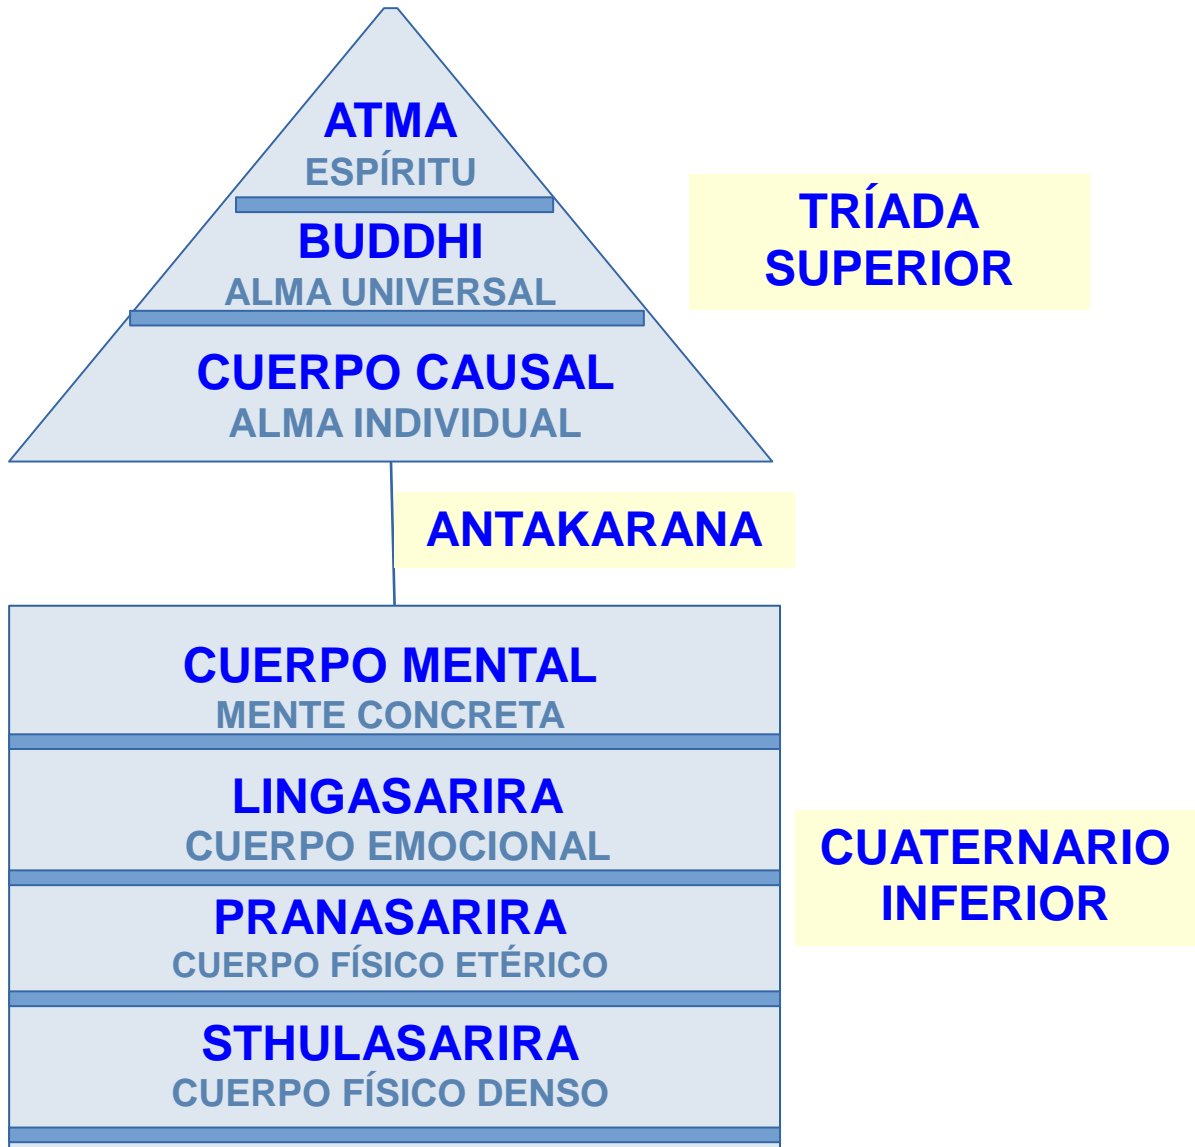 ATMA
ESPÍRITU
BUDDHI
ALMA UNIVERSAL
CUERPO CAUSAL
ALMA INDIVIDUAL
TRÍADA
SUPERIOR
ANTAKARANA
CUERPO MENTAL
MENTE CONCRETA
LINGASARIRA
CUERPO EMOCIONAL
PRANASARIRA
CUERPO FÍSICO ETÉRICO
STHULASARIRA
CUERPO FÍSICO DENSO
CUATERNARIO
INFERIOR